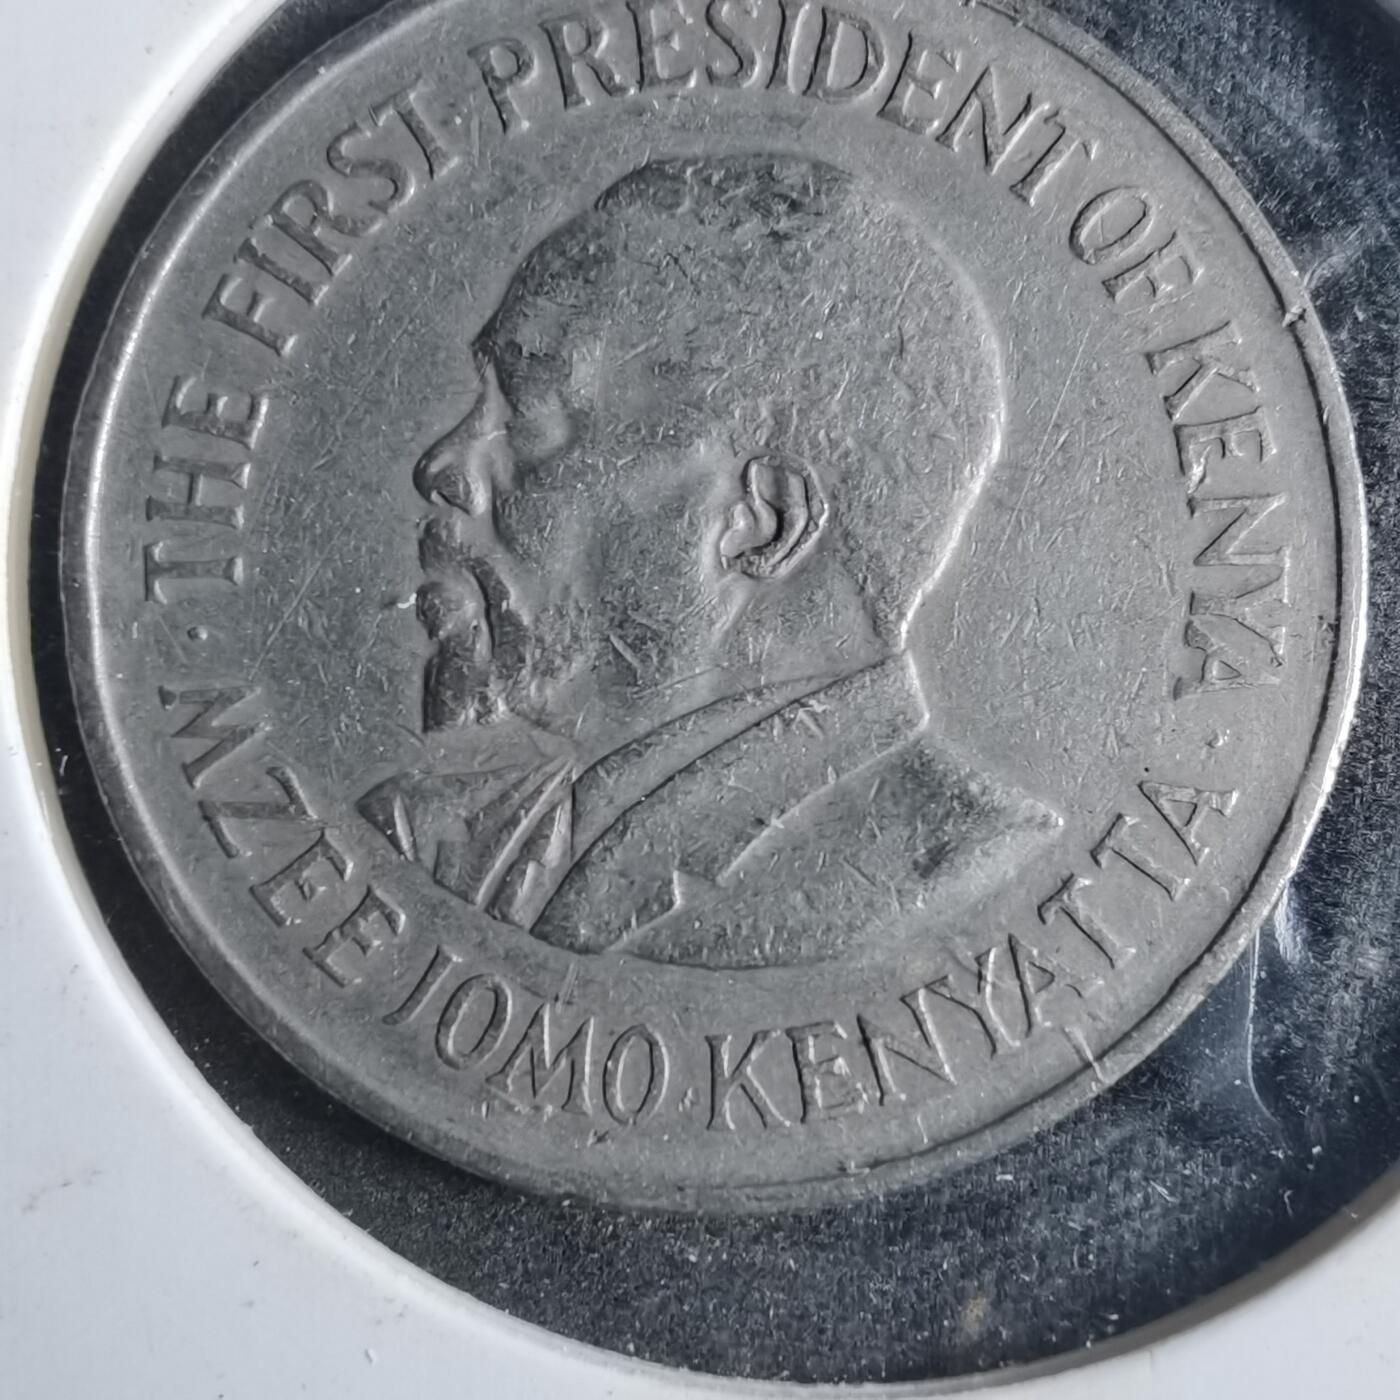 · THE FIRST PRESIDENT OF KENYA ·
MZEE JOMO KENYATTA